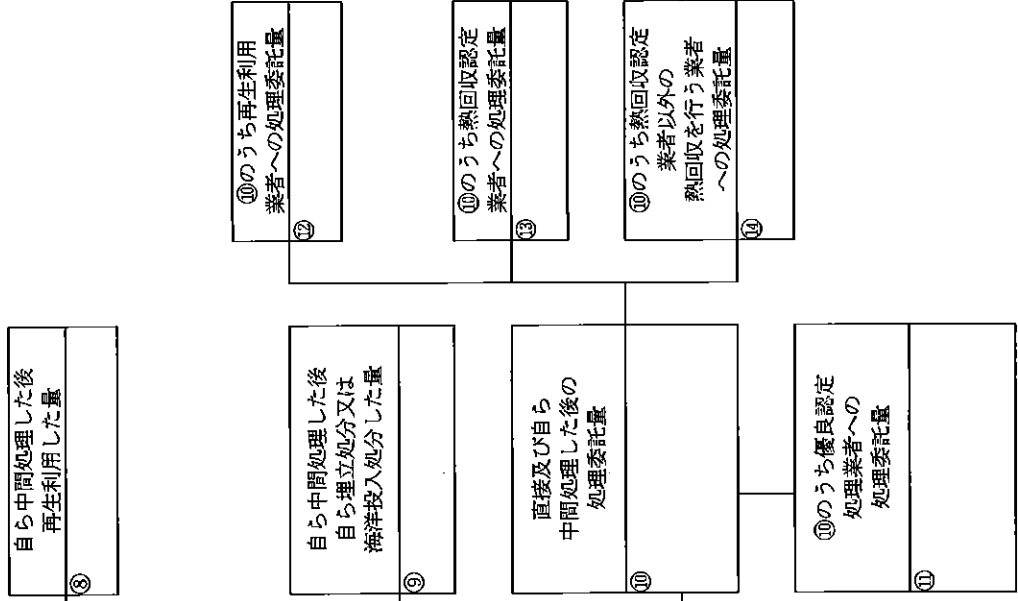 自ら中間処理した後
再生利用した量
⑧
自ら中間処理した後
自ら埋立処分又は
海洋投入処分した量
⑨
直接及び自ら
中間処理した後の
処理委託量
⑩
⑩のうち優良認定
処理業者への
処理委託量
⑪
⑩のうち再生利用
業者への処理委託量
⑫
⑩のうち熱回収認定
業者への処理委託量
⑬
⑩のうち熱回収認定
業者以外の
熱回収を行う業者
への処理委託量
⑭